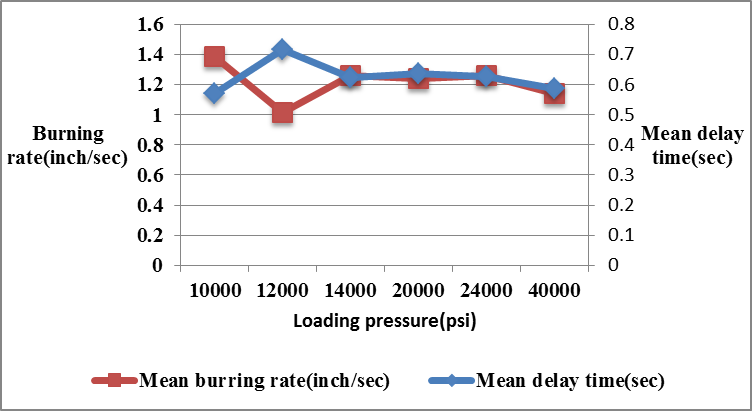 1.6
1.4
1.2
1
0.8
0.6
0.4
0.2
0
Burning
rate(inch/sec)
0.8
0.7
0.6
0.5
0.4
0.3
0.2
0.1
0
Mean delay
time(sec)
10000 12000 14000 20000 24000 40000
Loading pressure(psi)
Mean burring rate(inch/sec) Mean delay time(sec)